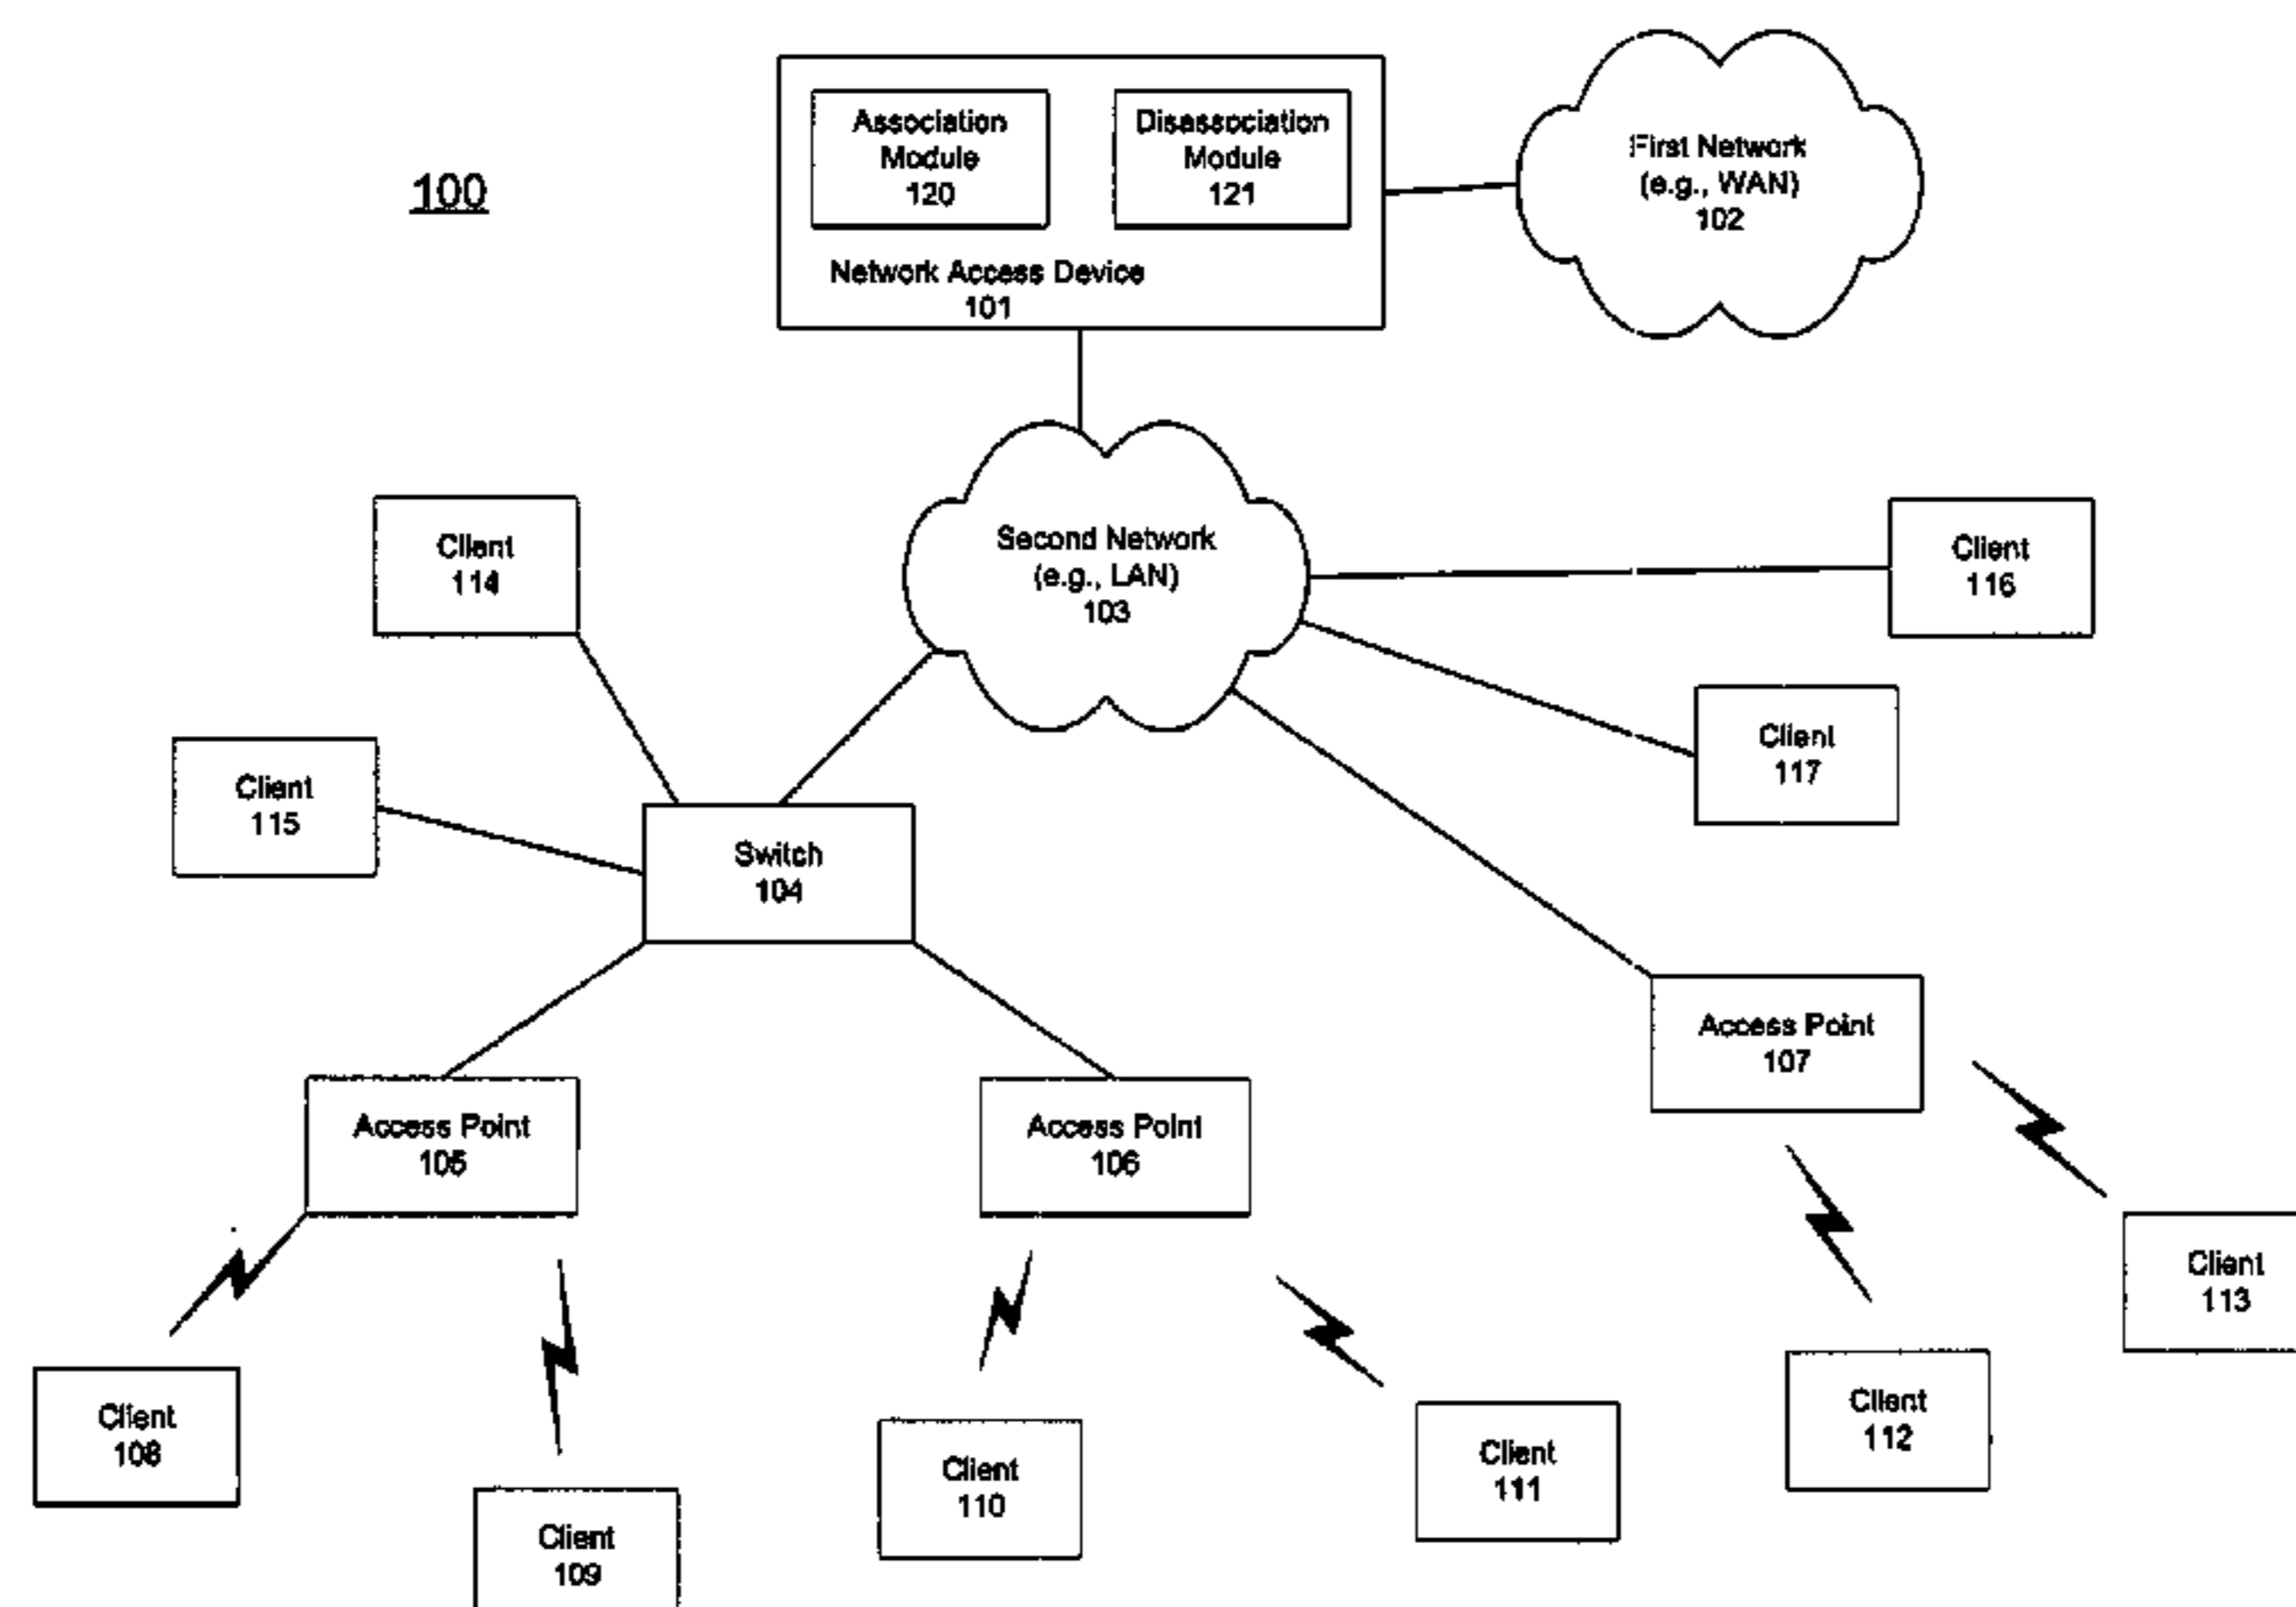 100
Association
Module
120
Disassociation
Module
121
Network Access Device
101
First Network
(e.g., WAN)
102
Second Network
(e.g., LAN)
103
Client
114
Client
116
Client
117
Client
115
Switch
104
Access Point
107
Access Point
105
Access Point
106
Client
113
Client
112
Client
108
Client
111
Client
110
Client
109